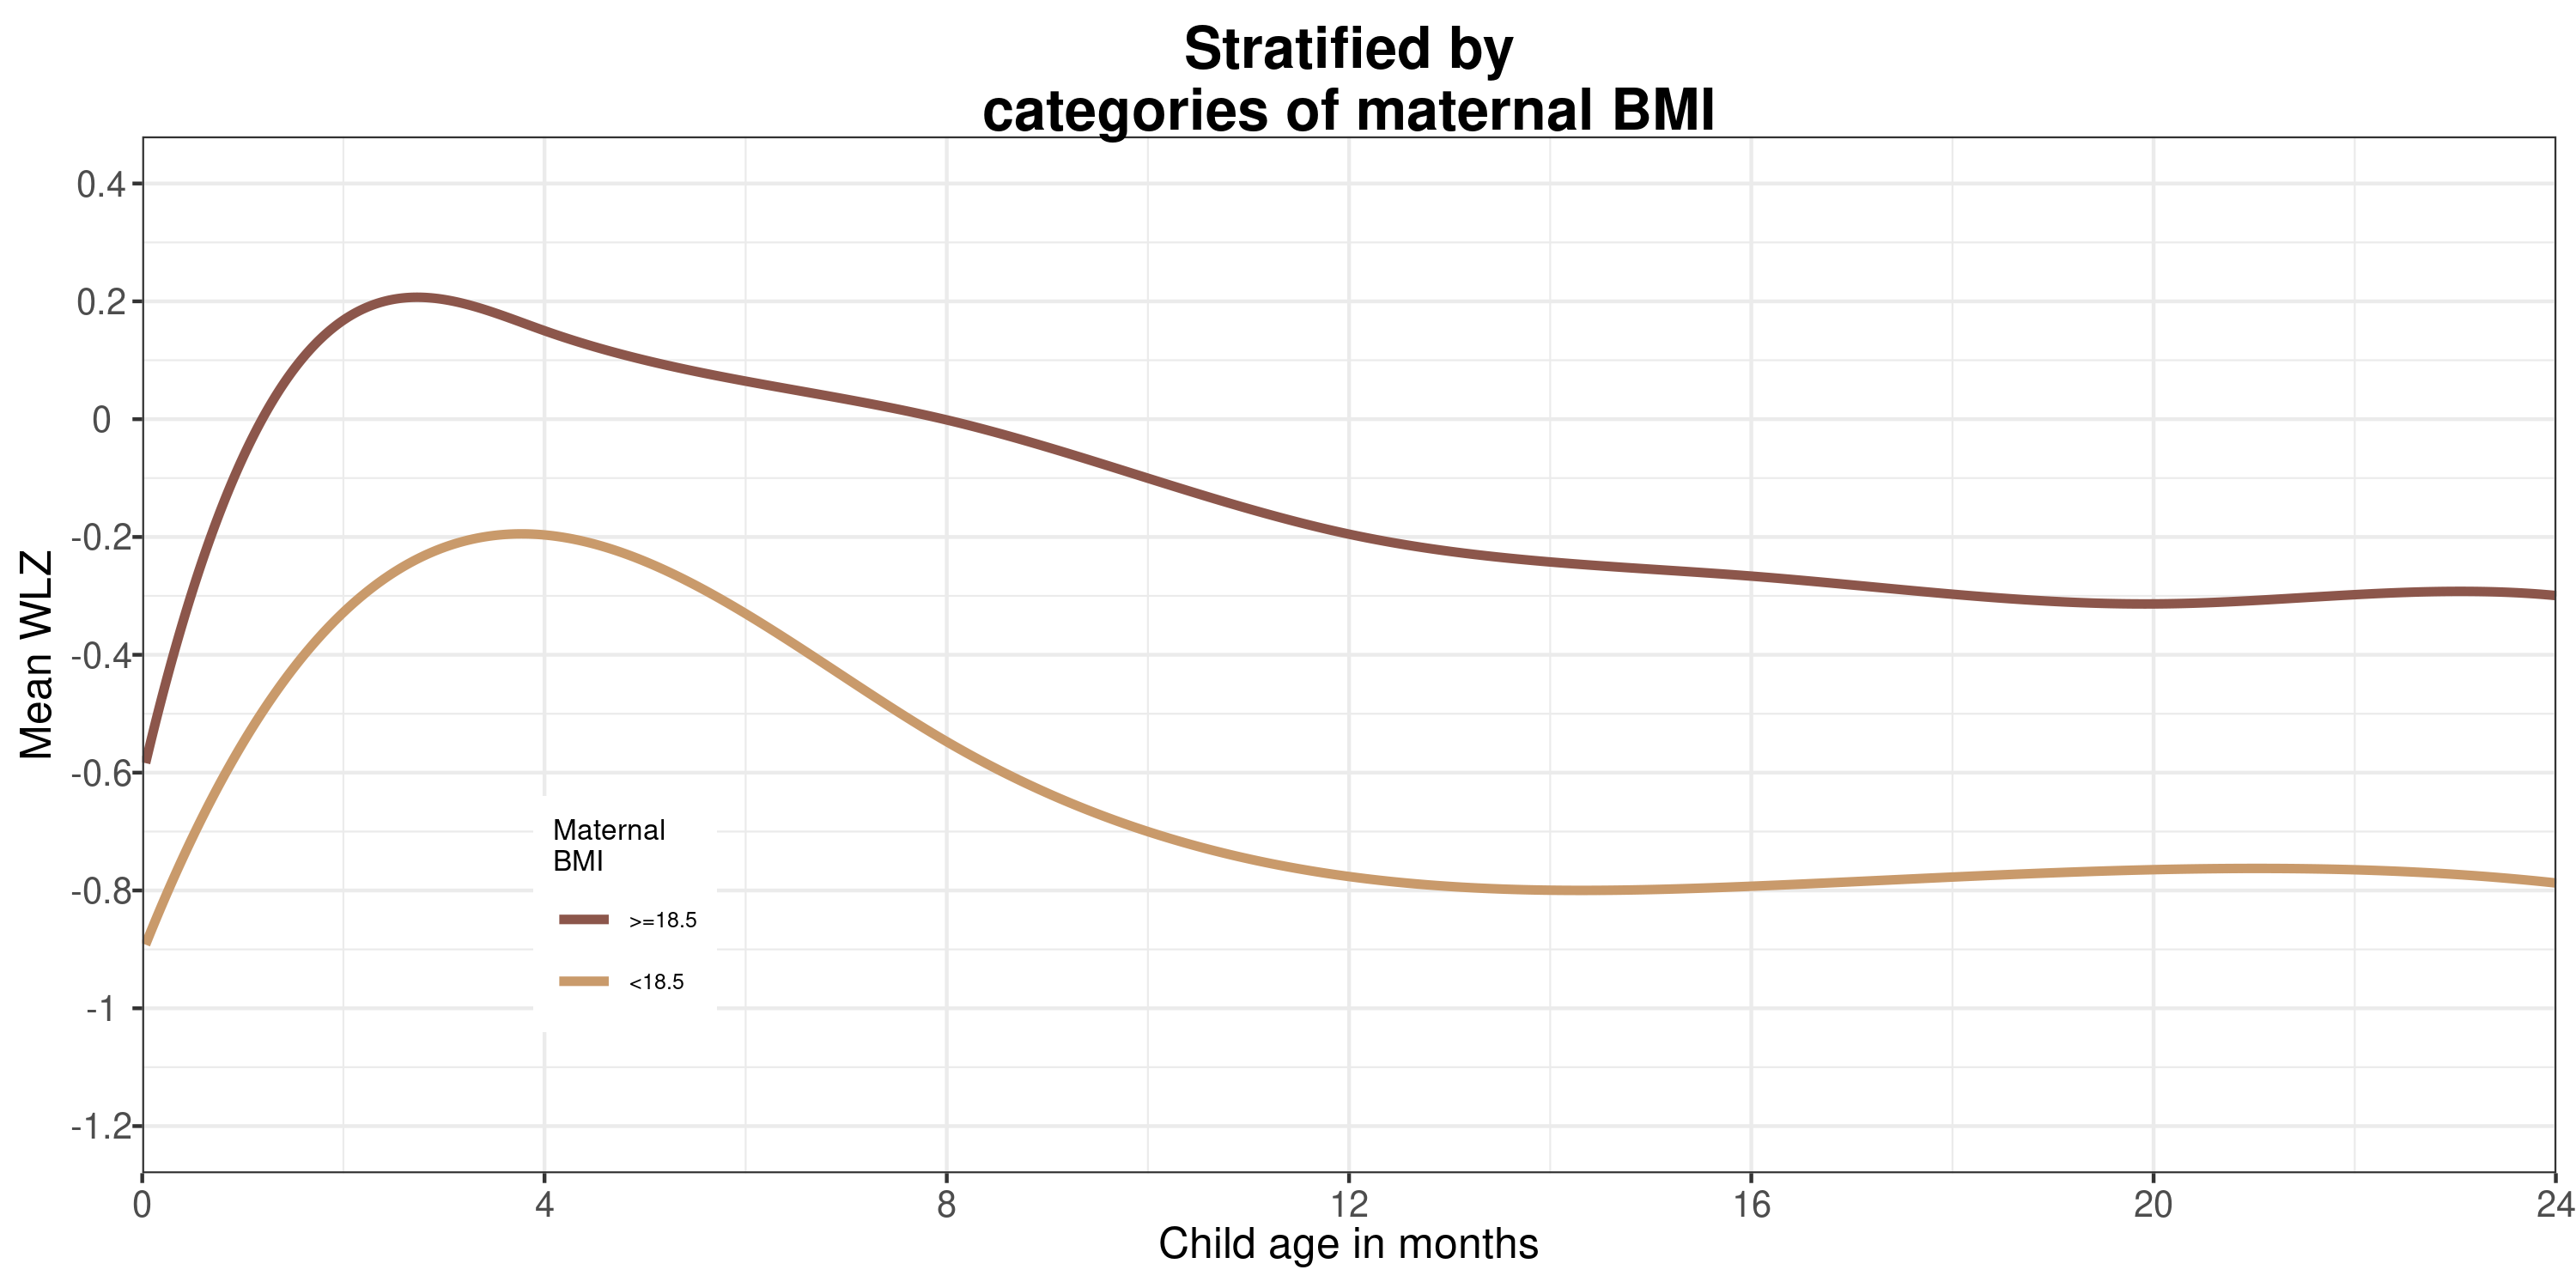 Stratified by
categories of maternal BMI
Mean WLZ
0.4
0.2
0
-0.2
-0.4
-0.6
-0.8
-1
-1.2
Maternal
BMI
>=18.5
<18.5
0 4 8 12 16 20 24
Child age in months